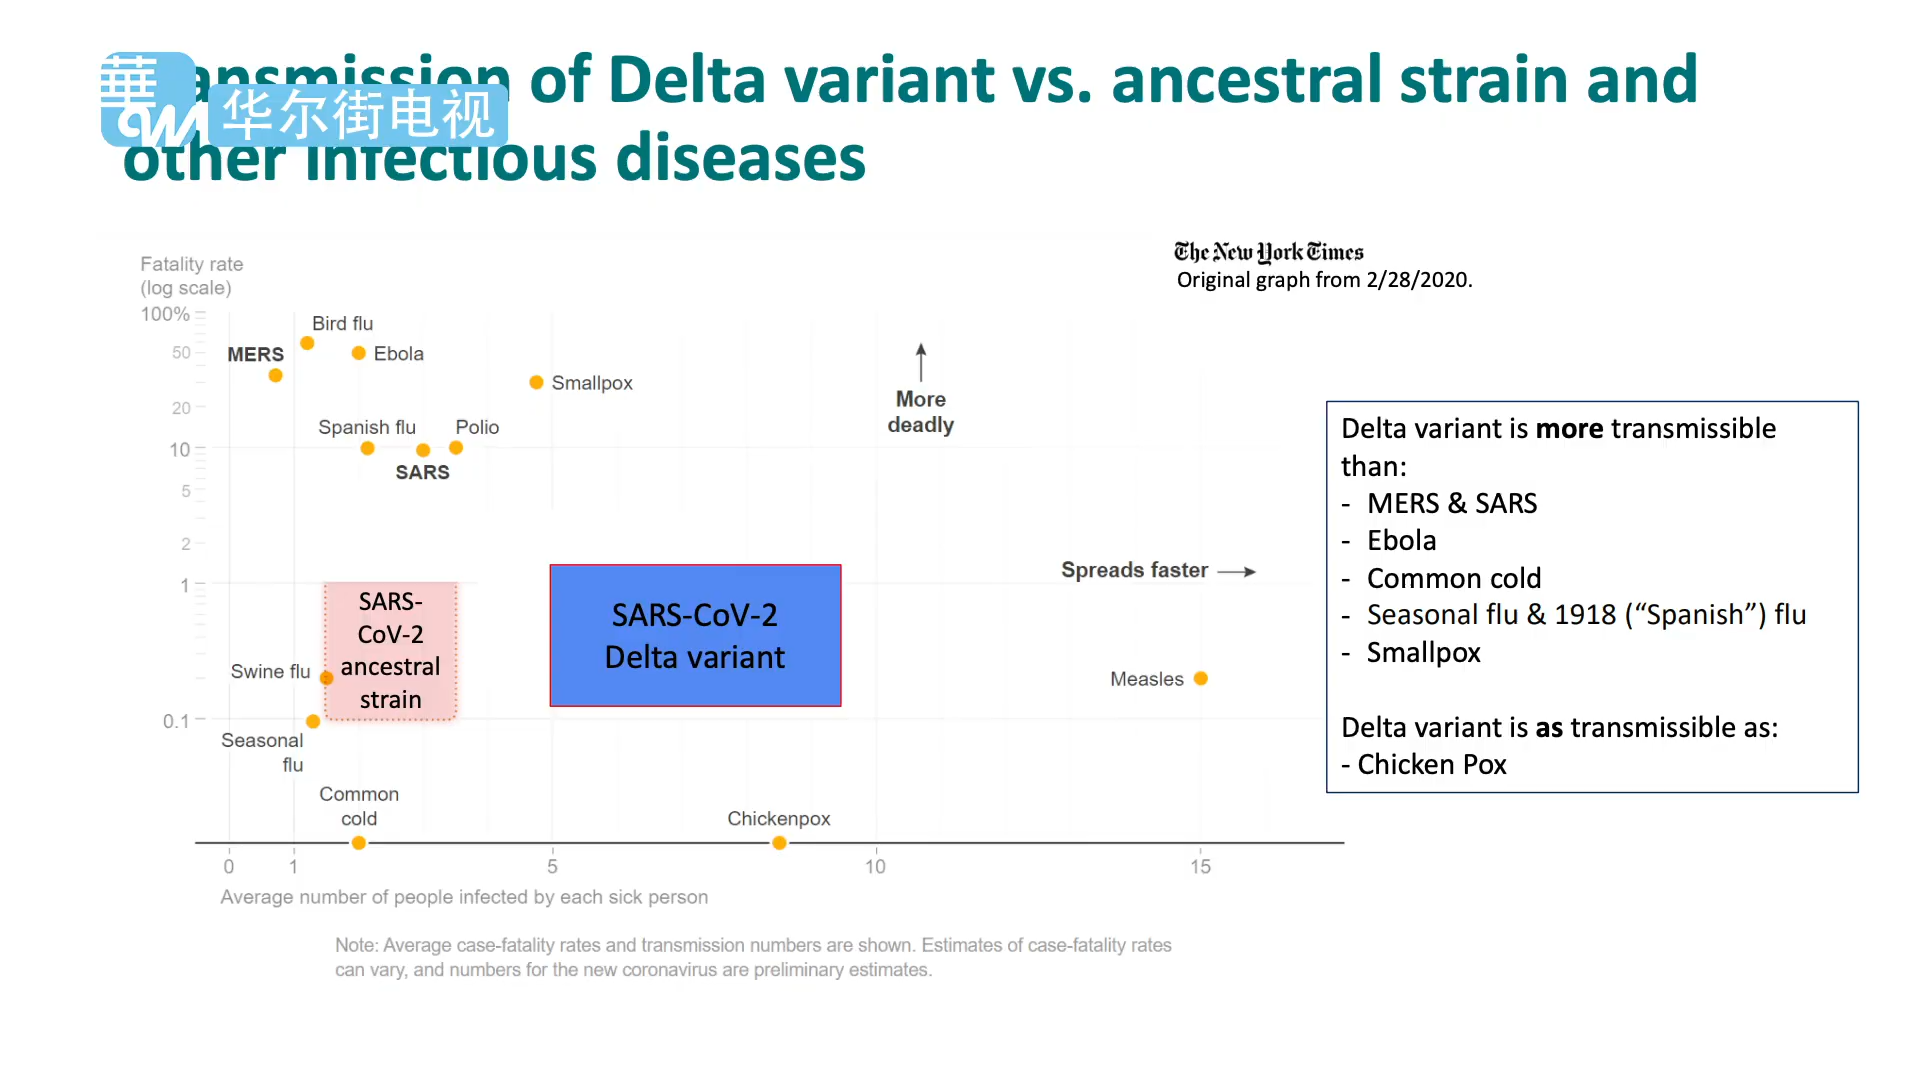 ansmission of Delta variant vs. ancestral strain and
other infectious diseases
華
华尔街电视
The New York Times
Original graph from 2/28/2020.
Fatality rate
(log scale)
100%
50
20
10
5
2
1
0.1
Bird flu
MERS
Ebola
Smallpox
Spanish flu
Polio
SARS
More
deadly
Spreads faster
SARS-
CoV-2
ancestral
strain
SARS-CoV-2
Delta variant
Swine flu
Measles
Seasonal
flu
Common
cold
Chickenpox
0 1 5 10 15
Average number of people infected by each sick person
Note: Average case-fatality rates and transmission numbers are shown. Estimates of case-fatality rates
can vary, and numbers for the new coronavirus are preliminary estimates.
Delta variant is more transmissible
than:
- MERS & SARS
- Ebola
- Common cold
- Seasonal flu & 1918 (“Spanish”) flu
- Smallpox
Delta variant is as transmissible as:
- Chicken Pox